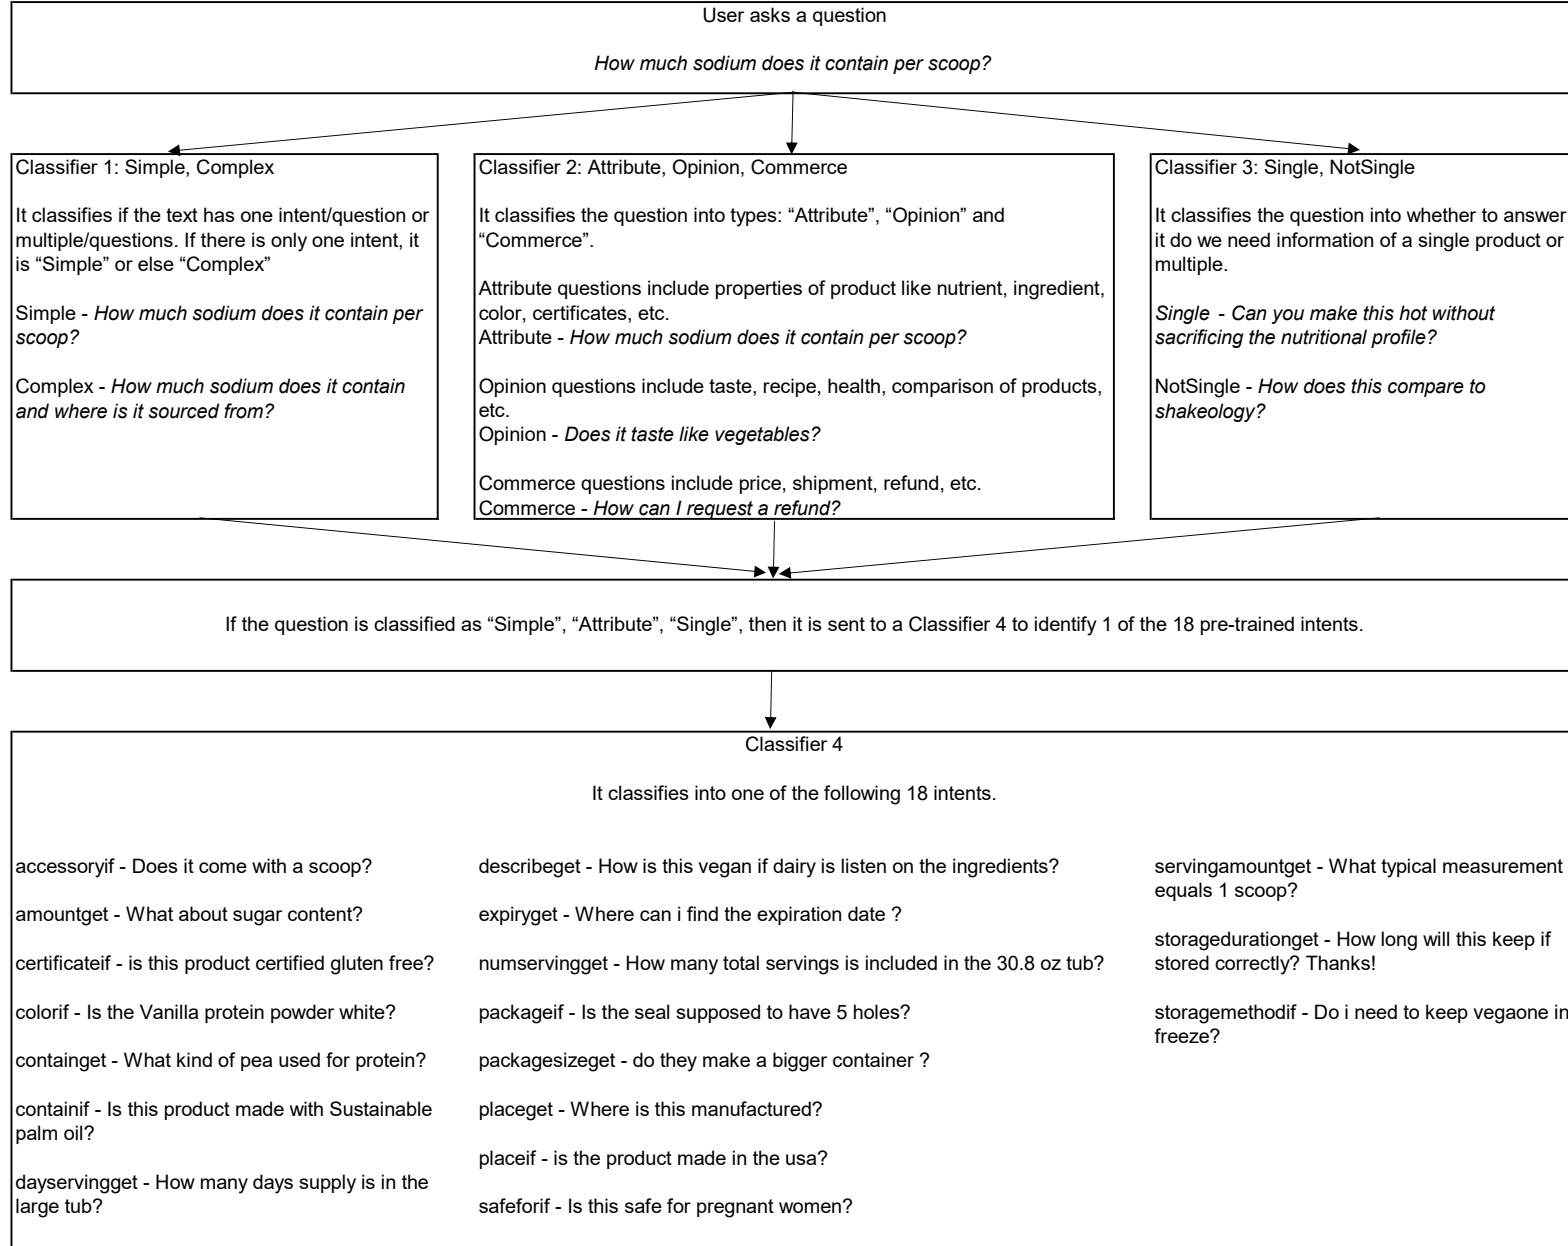 User asks a question
How much sodium does it contain per scoop?
Classifier 1: Simple, Complex
It classifies if the text has one intent/question or
multiple/questions. If there is only one intent, it
is “Simple” or else “Complex”
Simple - How much sodium does it contain per
scoop?
Complex - How much sodium does it contain
and where is it sourced from?
Classifier 2: Attribute, Opinion, Commerce
It classifies the question into types: “Attribute”, “Opinion” and
“Commerce”.
Attribute questions include properties of product like nutrient, ingredient,
color, certificates, etc.
Attribute - How much sodium does it contain per scoop?
Opinion questions include taste, recipe, health, comparison of products,
etc.
Opinion - Does it taste like vegetables?
Commerce questions include price, shipment, refund, etc.
Commerce - How can I request a refund?
Classifier 3: Single, NotSingle
It classifies the question into whether to answer
it do we need information of a single product or
multiple.
Single - Can you make this hot without
sacrificing the nutritional profile?
NotSingle - How does this compare to
shakeology?
If the question is classified as “Simple”, “Attribute”, “Single”, then it is sent to a Classifier 4 to identify 1 of the 18 pre-trained intents.
Classifier 4
It classifies into one of the following 18 intents.
accessoryif - Does it come with a scoop?
amountget - What about sugar content?
certificateif - is this product certified gluten free?
colorif - Is the Vanilla protein powder white?
containget - What kind of pea used for protein?
containif - Is this product made with Sustainable
palm oil?
dayservingget - How many days supply is in the
large tub?
describeget - How is this vegan if dairy is listen on the ingredients?
expiryget - Where can i find the expiration date ?
numservingget - How many total servings is included in the 30.8 oz tub?
packageif - Is the seal supposed to have 5 holes?
packagesizeget - do they make a bigger container ?
placeget - Where is this manufactured?
placeif - is the product made in the usa?
safeforif - Is this safe for pregnant women?
servingamountget - What typical measurement
equals 1 scoop?
storagedurationget - How long will this keep if
stored correctly? Thanks!
storagemethodif - Do i need to keep vegaone in
freeze?